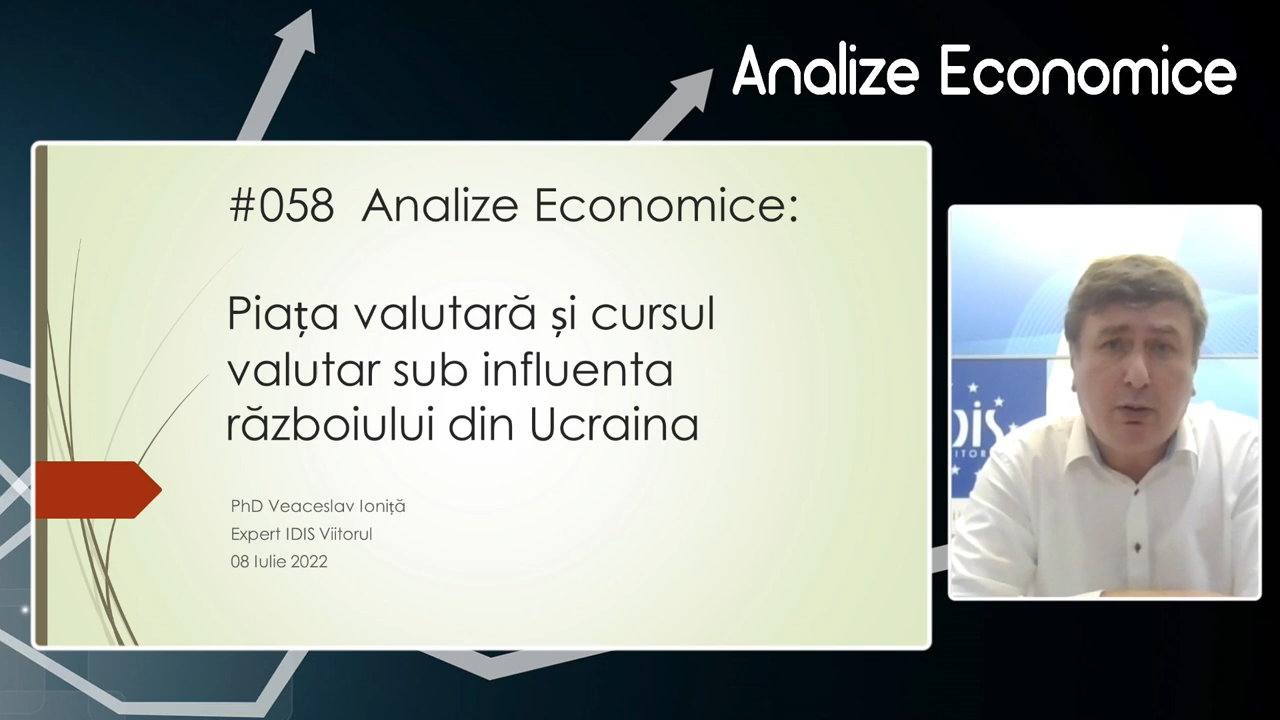 Analize Economice
#058 Analize Economice:
Piața valutară și cursul
valutar sub influenta
războiului din Ucraina
PhD Veaceslav Ioniță
Expert IDIS Viitorul
08 Iulie 2022